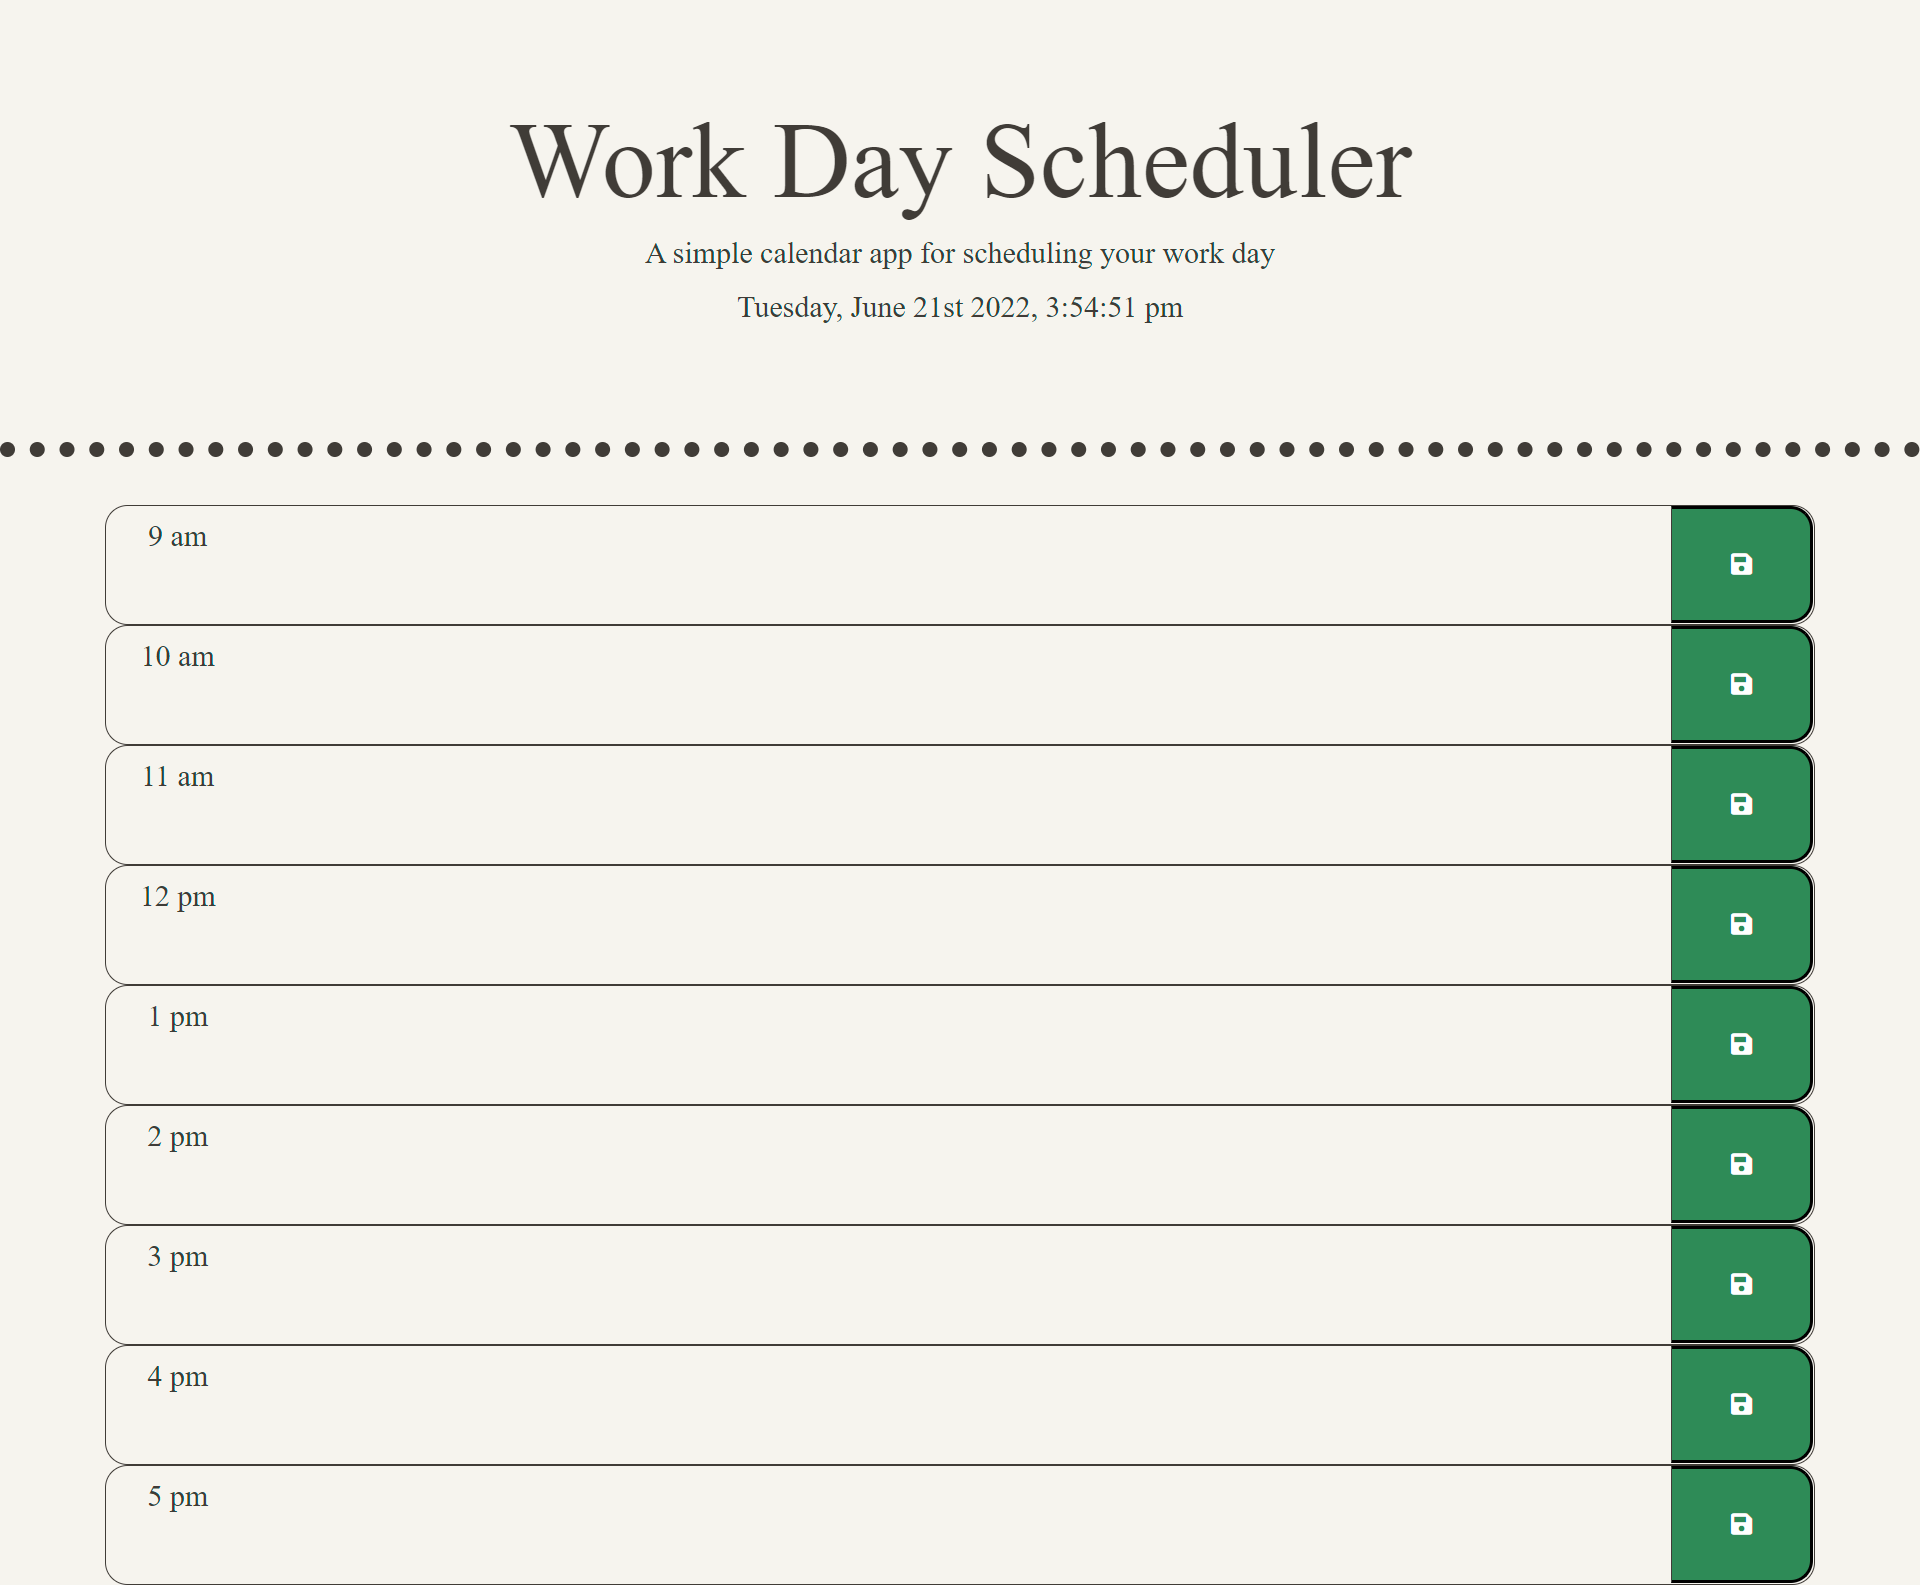 Work Day Scheduler
A simple calendar app for scheduling your work day
Tuesday, June 21st 2022, 3:54:51 pm
9 am
10 am
11 am
12 pm
1 pm
2 pm
3 pm
4 pm
5 pm